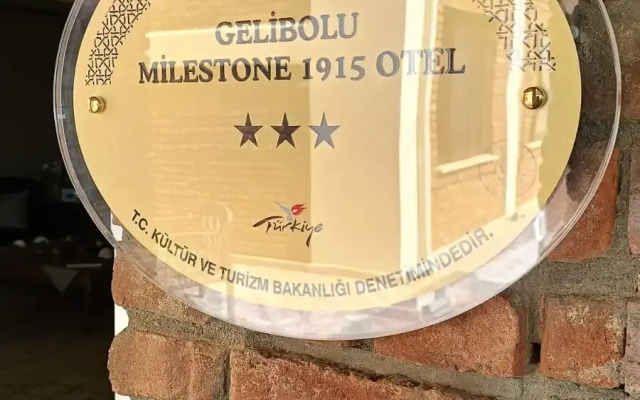 GELİBOLU
MİLESTONE 1915 OTEL
Türkiye
T.C. KÜLTÜR VE TURİZM BAKANLIĞI DENETİMİNDEDİR.